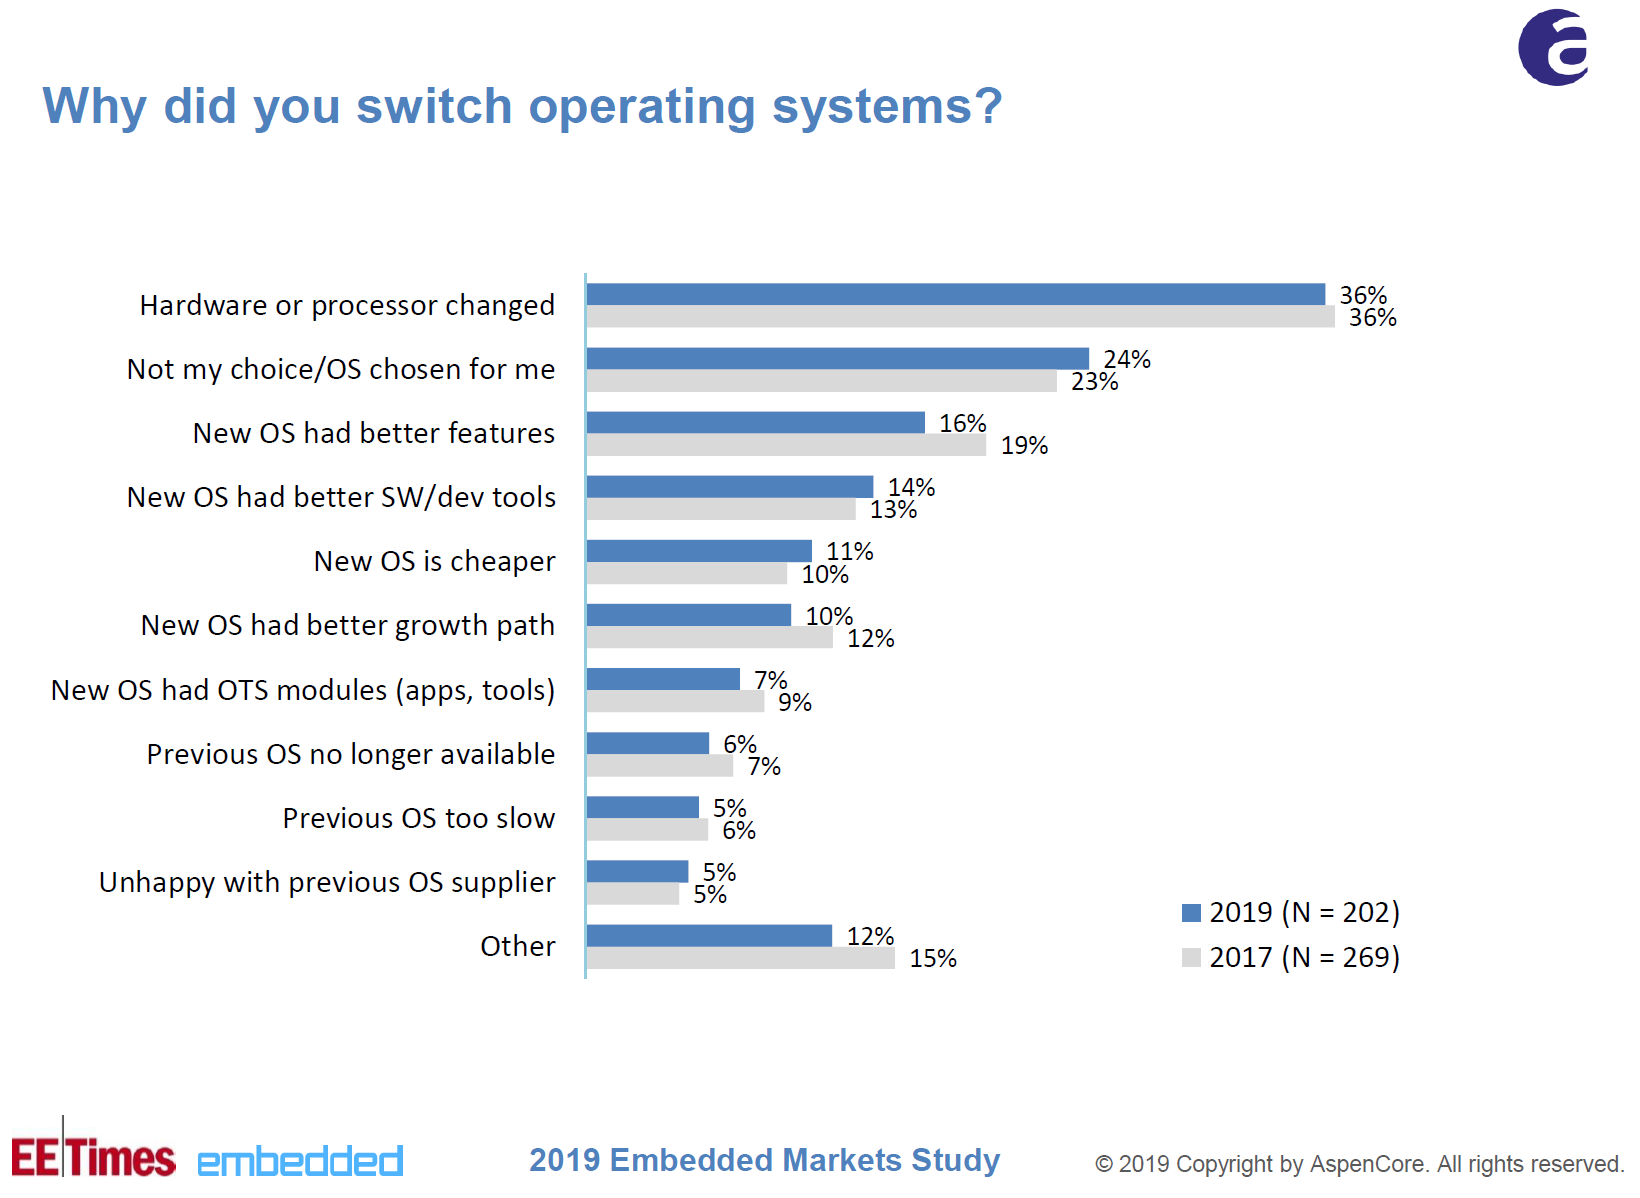 a
Why did you switch operating systems?
Hardware or processor changed
36%
36%
Not my choice/OS chosen for me
24%
23%
New OS had better features
16%
19%
New OS had better SW/dev tools
14%
13%
New OS is cheaper
11%
10%
New OS had better growth path
10%
12%
New OS had OTS modules (apps, tools)
7%
9%
Previous OS no longer available
6%
7%
Previous OS too slow
5%
6%
Unhappy with previous OS supplier
5%
5%
Other
12%
15%
2019 (N = 202)
2017 (N = 269)
EETimes
embedded
2019 Embedded Markets Study
© 2019 Copyright by AspenCore. All rights reserved.